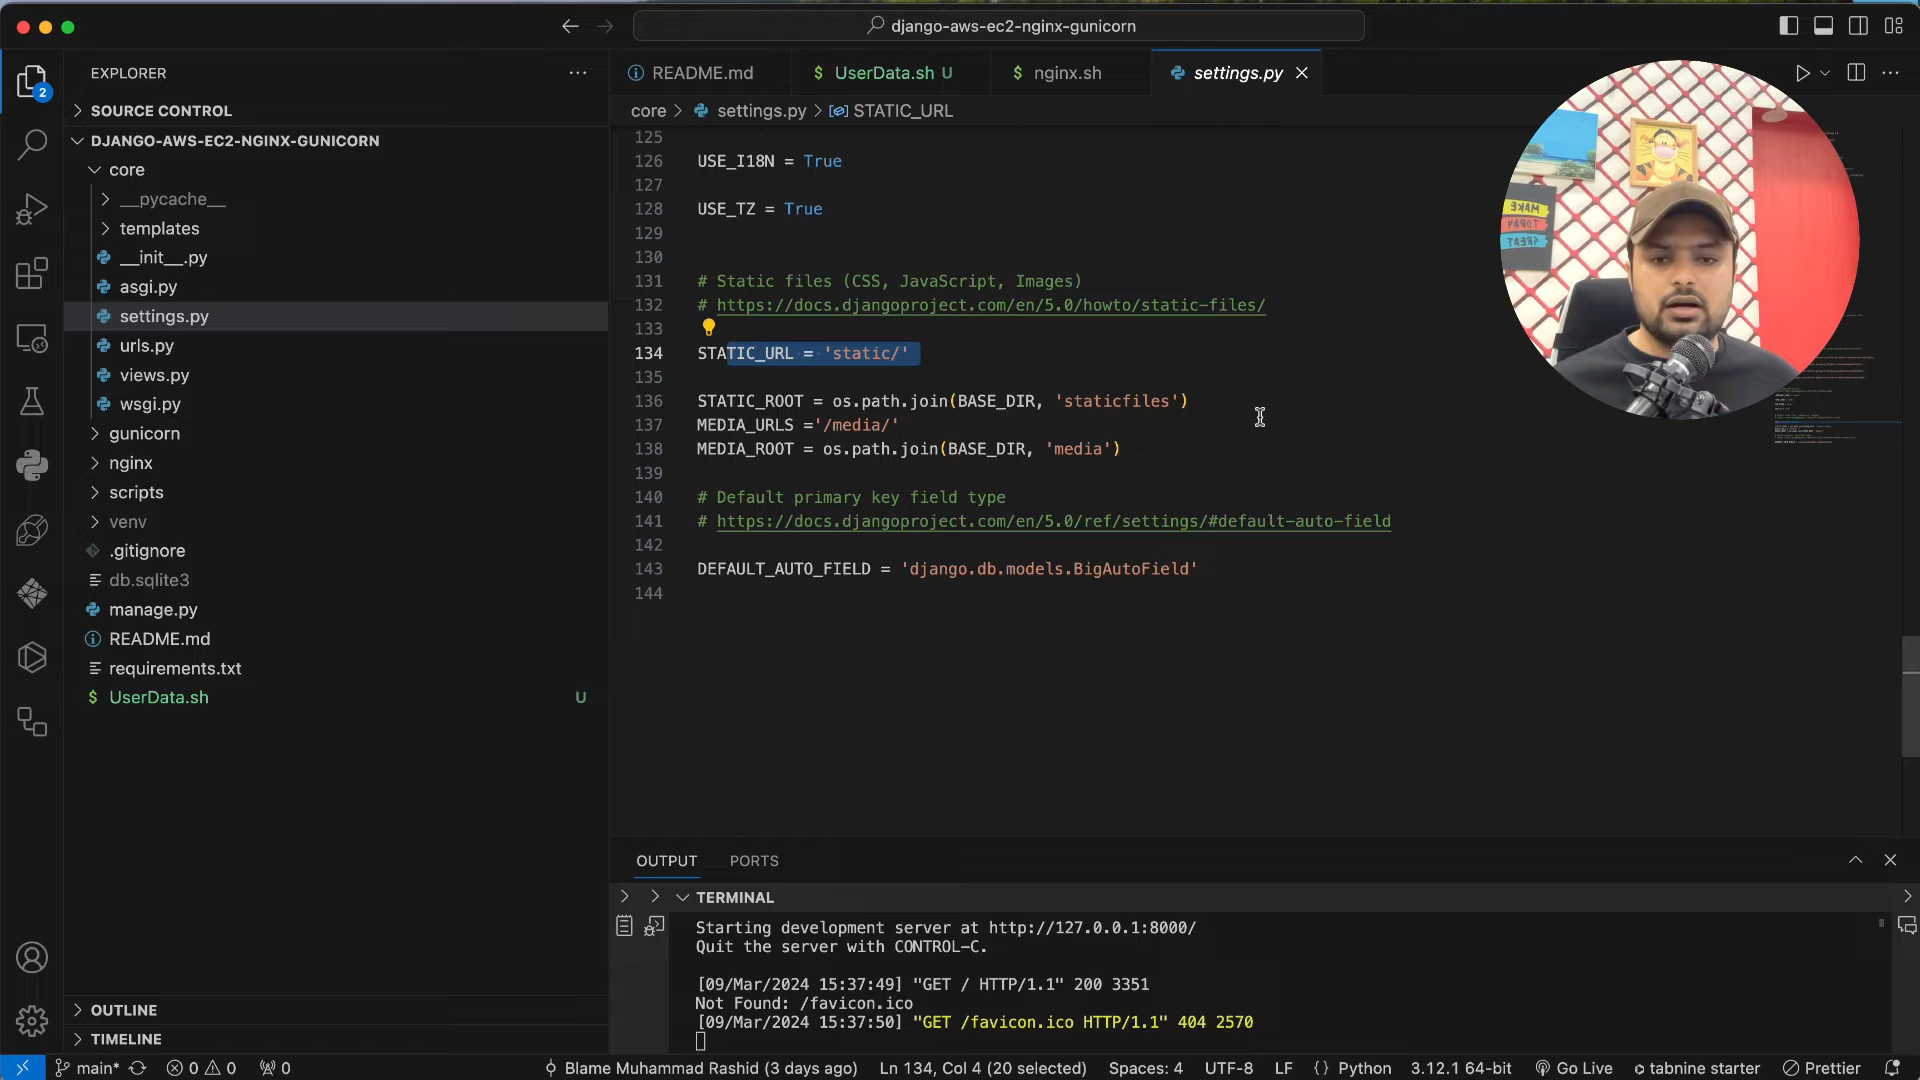 django-aws-ec2-nginx-gunicorn
EXPLORER
README.md
$ UserData.sh U
$ nginx.sh
settings.py
2
SOURCE CONTROL
core > settings.py > STATIC_URL
DJANGO-AWS-EC2-NGINX-GUNICORN
core
__pycache__
templates
__init__.py
asgi.py
settings.py
urls.py
views.py
wsgi.py
gunicorn
nginx
scripts
venv
.gitignore
db.sqlite3
manage.py
README.md
requirements.txt
$ UserData.sh U
OUTLINE
TIMELINE
125
126 USE_I18N = True
127
128 USE_TZ = True
129
130
131 # Static files (CSS, JavaScript, Images)
132 # https://docs.djangoproject.com/en/5.0/howto/static-files/
133
134 STATIC_URL = 'static/'
135
136 STATIC_ROOT = os.path.join(BASE_DIR, 'staticfiles')
137 MEDIA_URLS ='/media/'
138 MEDIA_ROOT = os.path.join(BASE_DIR, 'media')
139
140 # Default primary key field type
141 # https://docs.djangoproject.com/en/5.0/ref/settings/#default-auto-field
142
143 DEFAULT_AUTO_FIELD = 'django.db.models.BigAutoField'
144
MAKE
TODAY
GREAT
OUTPUT PORTS
TERMINAL
Starting development server at http://127.0.0.1:8000/
Quit the server with CONTROL-C.
[09/Mar/2024 15:37:49] "GET / HTTP/1.1" 200 3351
Not Found: /favicon.ico
[09/Mar/2024 15:37:50] "GET /favicon.ico HTTP/1.1" 404 2570
main* 0 0 0 Blame Muhammad Rashid (3 days ago) Ln 134, Col 4 (20 selected) Spaces: 4 UTF-8 LF {} Python 3.12.1 64-bit Go Live tabnine starter Prettier